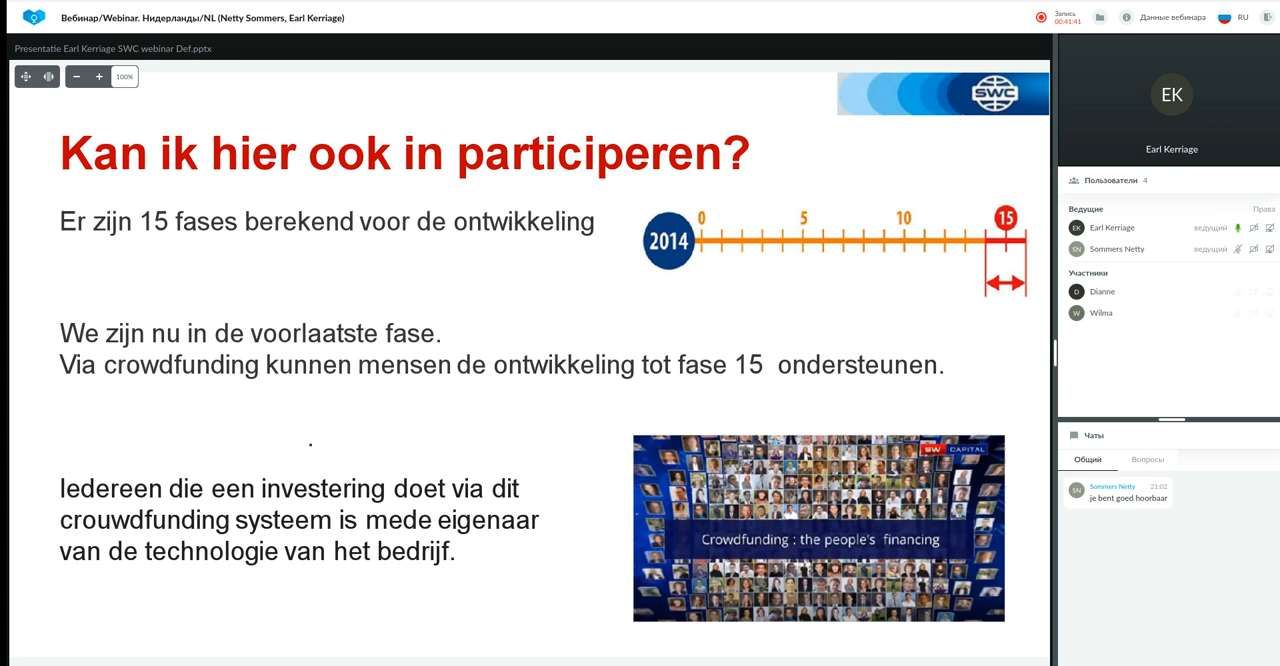 Вебинар/Webinar. Нидерланды/NL (Netty Sommers, Earl Kerriage)
Запись
00:41:41
Данные вебинара
RU
Presentatie Earl Kerriage SWC webinar Def.pptx
100%
SWC
Kan ik hier ook in participeren?
Er zijn 15 fases berekend voor de ontwikkeling
2014
0 5 10 15
We zijn nu in de voorlaatste fase.
Via crowdfunding kunnen mensen de ontwikkeling tot fase 15 ondersteunen.
.
Iedereen die een investering doet via dit
crouwdfunding systeem is mede eigenaar
van de technologie van het bedrijf.
SW CAPITAL
Crowdfunding : the people's financing
EK
Earl Kerriage
Пользователи 4
Ведущие Права
EK Earl Kerriage ведущий
SN Sommers Netty ведущий
Участники
D Dianne
W Wilma
Чаты
Общий Вопросы
SN Sommers Netty 21:02
je bent goed hoorbaar